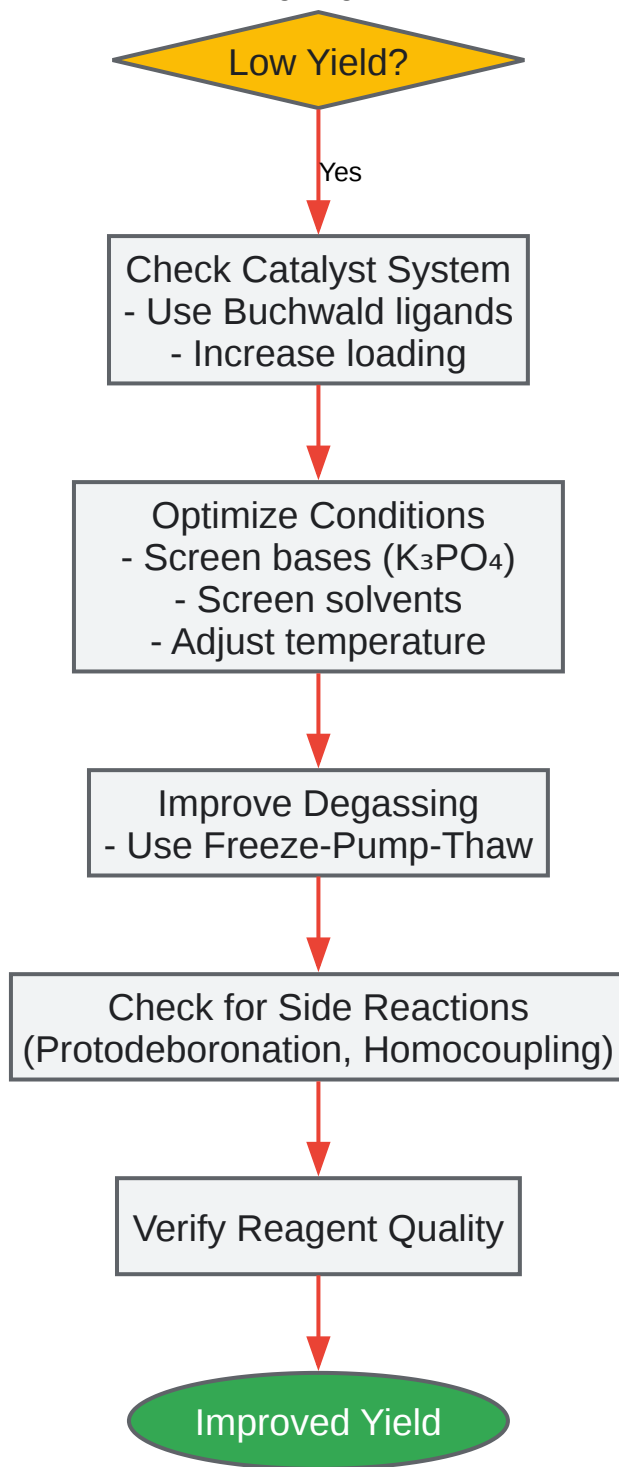 Low Yield?
Yes
Check Catalyst System
- Use Buchwald ligands
- Increase loading
Optimize Conditions
- Screen bases (K₃PO₄)
- Screen solvents
- Adjust temperature
Improve Degassing
- Use Freeze-Pump-Thaw
Check for Side Reactions
(Protodeboronation, Homocoupling)
Verify Reagent Quality
Improved Yield